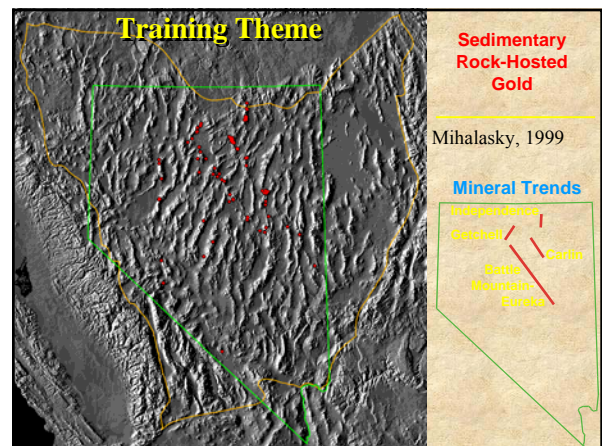 Training Theme
Sedimentary
Rock-Hosted
Gold
Mihalasky, 1999
Mineral Trends
Independence
Getchell
Carlin
Battle
Mountain-
Eureka